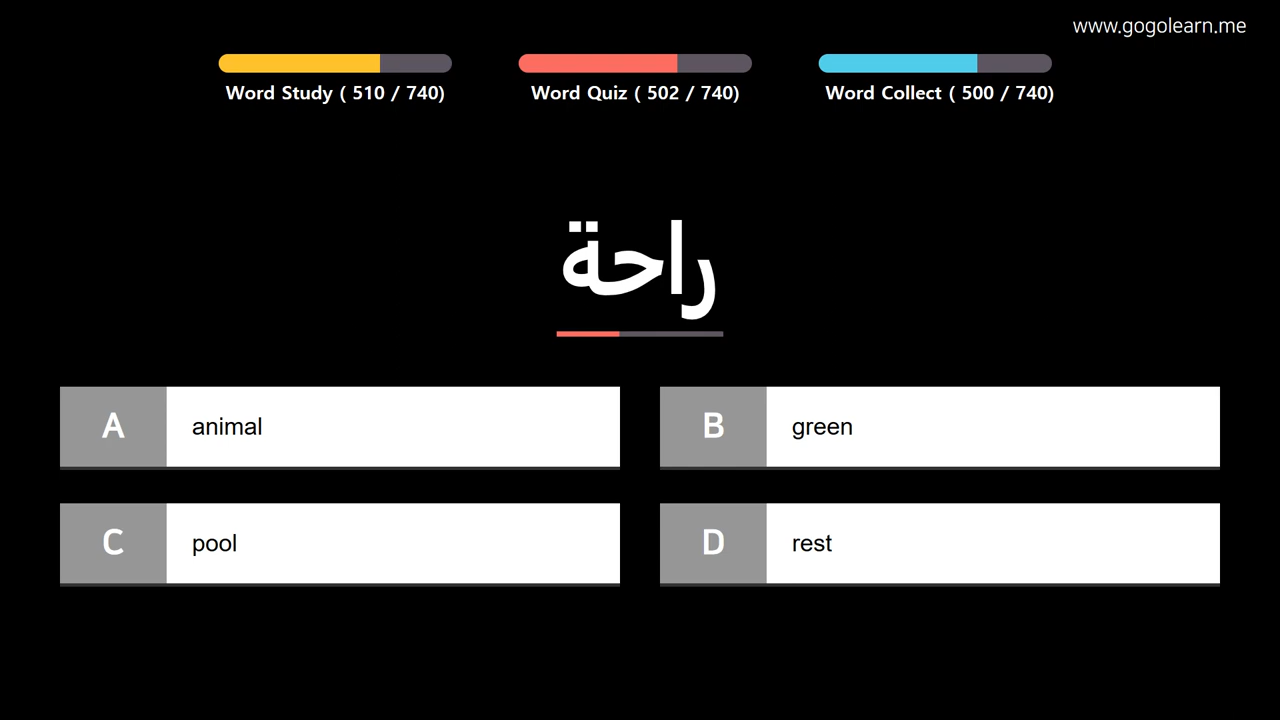 www.gogolearn.me
Word Study ( 510 / 740)
Word Quiz ( 502 / 740)
Word Collect ( 500 / 740)
راحة
A animal
B green
C pool
D rest